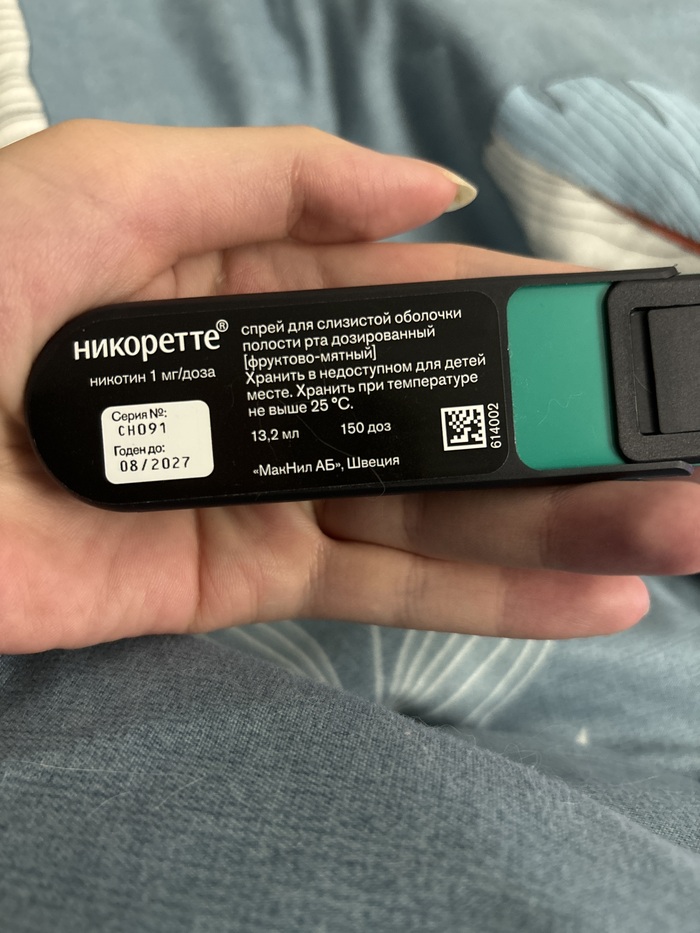 никоретте®
никотин 1 мг/доза
Серия №:
CH091
Годен до:
08/2027
спрей для слизистой оболочки
полости рта дозированный
[фруктово-мятный]
Хранить в недоступном для детей
месте. Хранить при температуре
не выше 25 °C.
13,2 мл 150 доз
«МакНил АБ», Швеция
614002